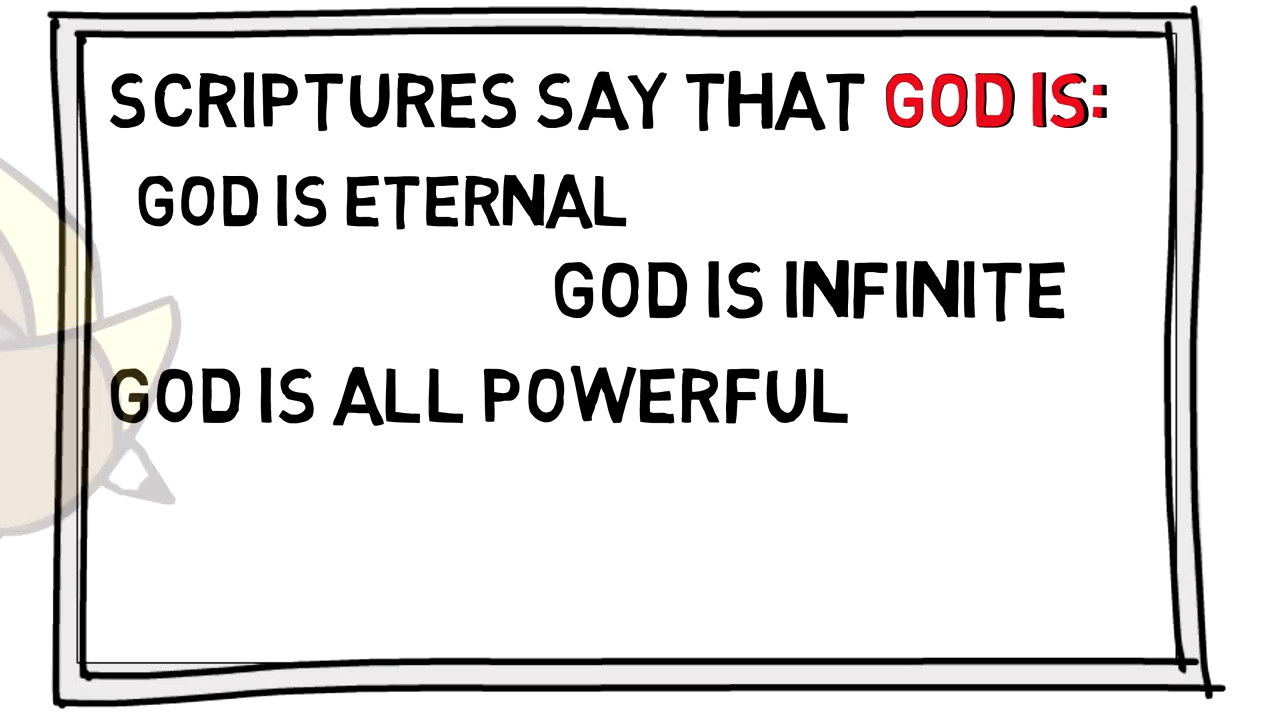 SCRIPTURES SAY THAT GOD IS:
GOD IS ETERNAL
GOD IS INFINITE
GOD IS ALL POWERFUL